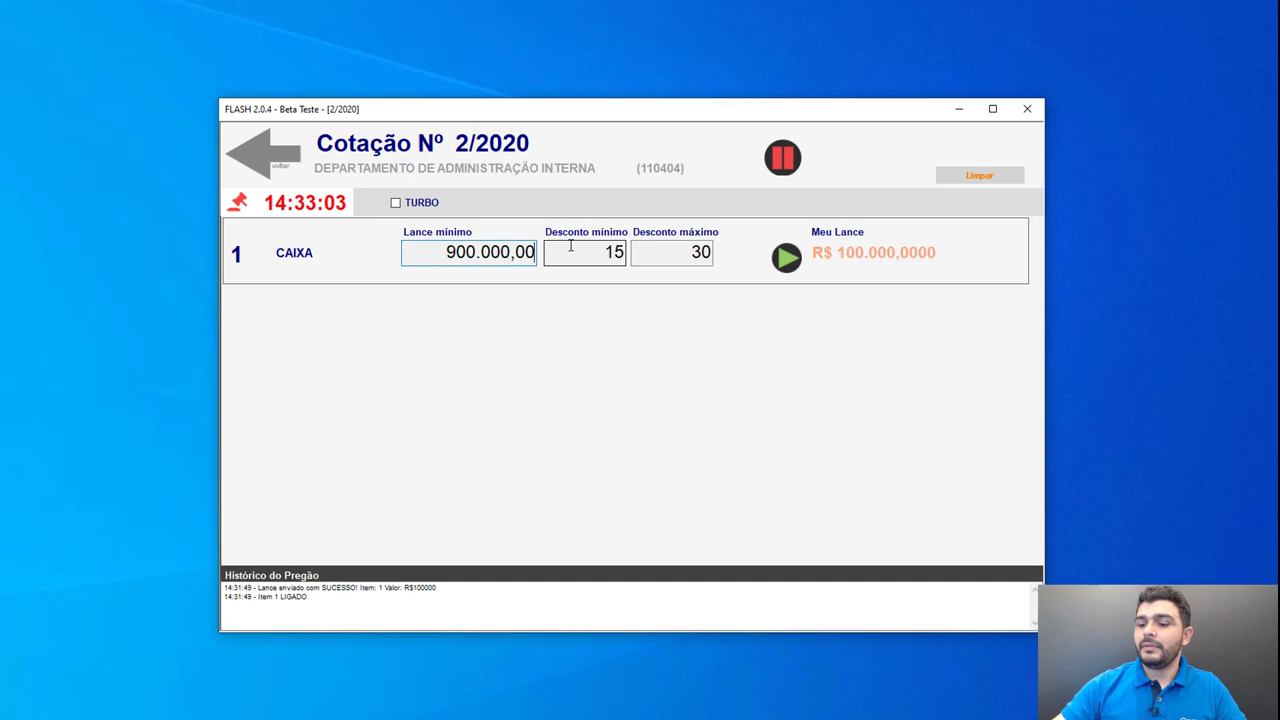 FLASH 2.0.4 - Beta Teste - [2/2020]
voltar
Cotação Nº 2/2020
DEPARTAMENTO DE ADMINISTRAÇÃO INTERNA (110404)
Limpar
14:33:03
TURBO
Lance mínimo Desconto mínimo Desconto máximo Meu Lance
1 CAIXA 900.000,00 15 30 R$ 100.000,0000
Histórico do Pregão
14:31:49 - Lance enviado com SUCESSO! Item: 1 Valor: R$100000
14:31:49 - Item 1 LIGADO